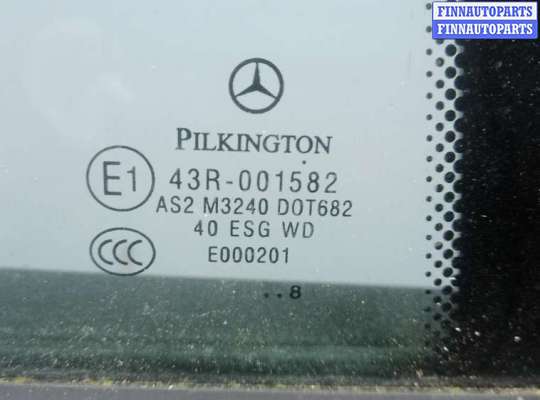 FINNAUTOPARTS
FINNAUTOPARTS
PILKINGTON
E1 43R-001582
AS2 M3240 DOT682
40 ESG WD
CCC E000201
..8